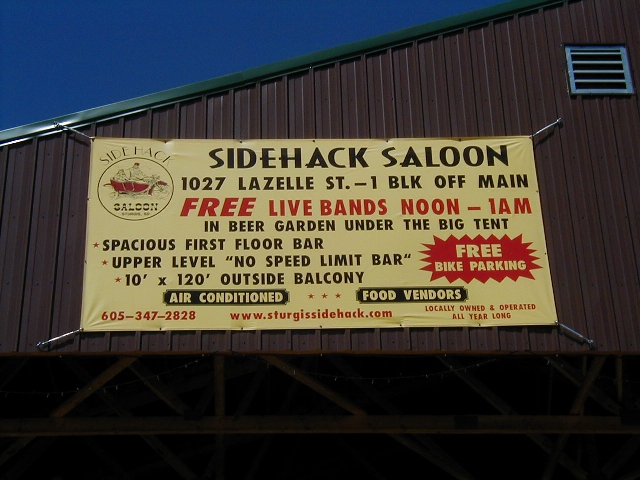 SIDEHACK
SALOON
STURGIS, SD
SIDEHACK SALOON
1027 LAZELLE ST. – 1 BLK OFF MAIN
FREE LIVE BANDS NOON – 1AM
IN BEER GARDEN UNDER THE BIG TENT
★SPACIOUS FIRST FLOOR BAR
★UPPER LEVEL "NO SPEED LIMIT BAR"
★10' x 120' OUTSIDE BALCONY
FREE
BIKE PARKING
AIR CONDITIONED ★ ★ ★ FOOD VENDORS
605-347-2828 www.sturgissidehack.com
LOCALLY OWNED & OPERATED
ALL YEAR LONG